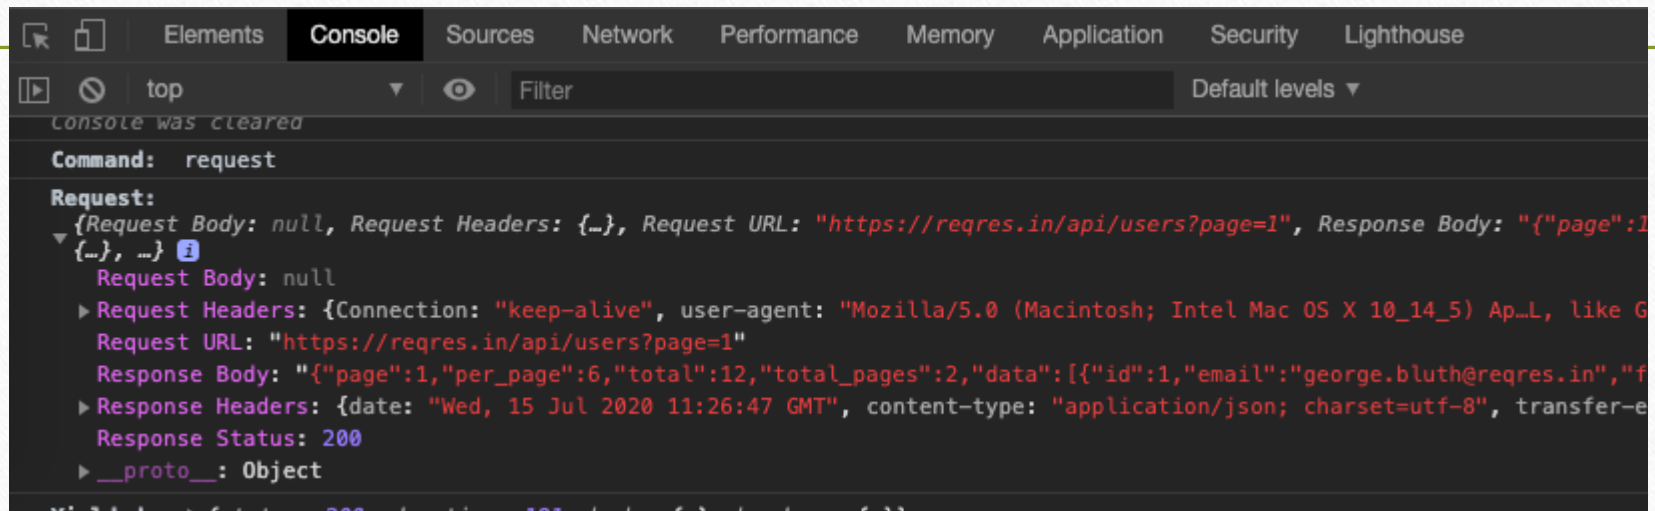 Elements Console Sources Network Performance Memory Application Security Lighthouse
top Filter Default levels
Console was cleared
Command: request
Request:
{Request Body: null, Request Headers: {…}, Request URL: "https://reqres.in/api/users?page=1", Response Body: "{"page":1
{…}, …} i
Request Body: null
Request Headers: {Connection: "keep-alive", user-agent: "Mozilla/5.0 (Macintosh; Intel Mac OS X 10_14_5) Ap…L, like G
Request URL: "https://reqres.in/api/users?page=1"
Response Body: "{"page":1,"per_page":6,"total":12,"total_pages":2,"data":[{"id":1,"email":"george.bluth@reqres.in","f
Response Headers: {date: "Wed, 15 Jul 2020 11:26:47 GMT", content-type: "application/json; charset=utf-8", transfer-e
Response Status: 200
__proto__: Object